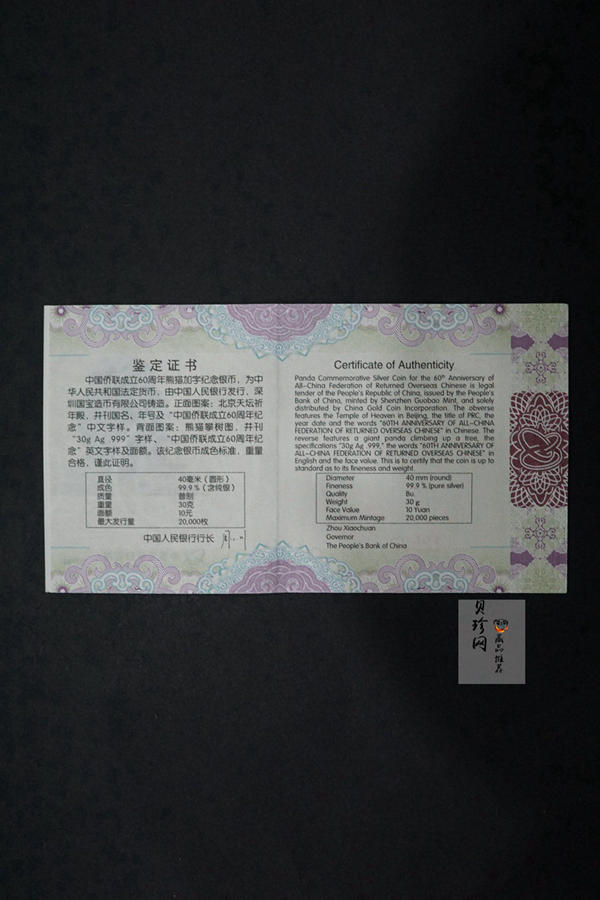 鉴定证书
中国侨联成立60周年熊猫加字纪念银币，为中
华人民共和国法定货币，由中国人民银行发行，深
圳国宝造币有限公司铸造。正面图案：北京天坛祈
年殿，并刊国名、年号及“中国侨联成立60周年纪
念”中文字样。背面图案：熊猫攀树图，并刊
“30g Ag .999”字样、“中国侨联成立60周年纪
念”英文字样及面额。该纪念银币成色标准，重量
合格，谨此证明。
直径 40毫米（圆形）
成色 99.9％（含纯银）
质量 普制
重量 30克
面额 10元
最大发行量 20,000枚
中国人民银行行长
Certificate of Authenticity
Panda Commemorative Silver Coin for the 60th Anniversary of
All-China Federation of Returned Overseas Chinese is legal
tender of the People's Republic of China, issued by the People's
Bank of China, minted by Shenzhen Guobao Mint, and solely
distributed by China Gold Coin Incorporation. The obverse
features the Temple of Heaven in Beijing, the title of PRC, the
year date and the words "60TH ANNIVERSARY OF ALL-CHINA
FEDERATION OF RETURNED OVERSEAS CHINESE" in Chinese. The
reverse features a giant panda climbing up a tree, the
specifications "30g Ag .999," the words "60TH ANNIVERSARY OF
ALL-CHINA FEDERATION OF RETURNED OVERSEAS CHINESE" in
English and the face value. This is to certify that the coin is up to
standard as to its fineness and weight.
Diameter 40 mm (round)
Fineness 99.9 % (pure silver)
Quality Bu.
Weight 30 g
Face Value 10 Yuan
Maximum Mintage 20,000 pieces
Zhou Xiaochuan
Governor
The People's Bank of China
贝珍网
尚品推荐